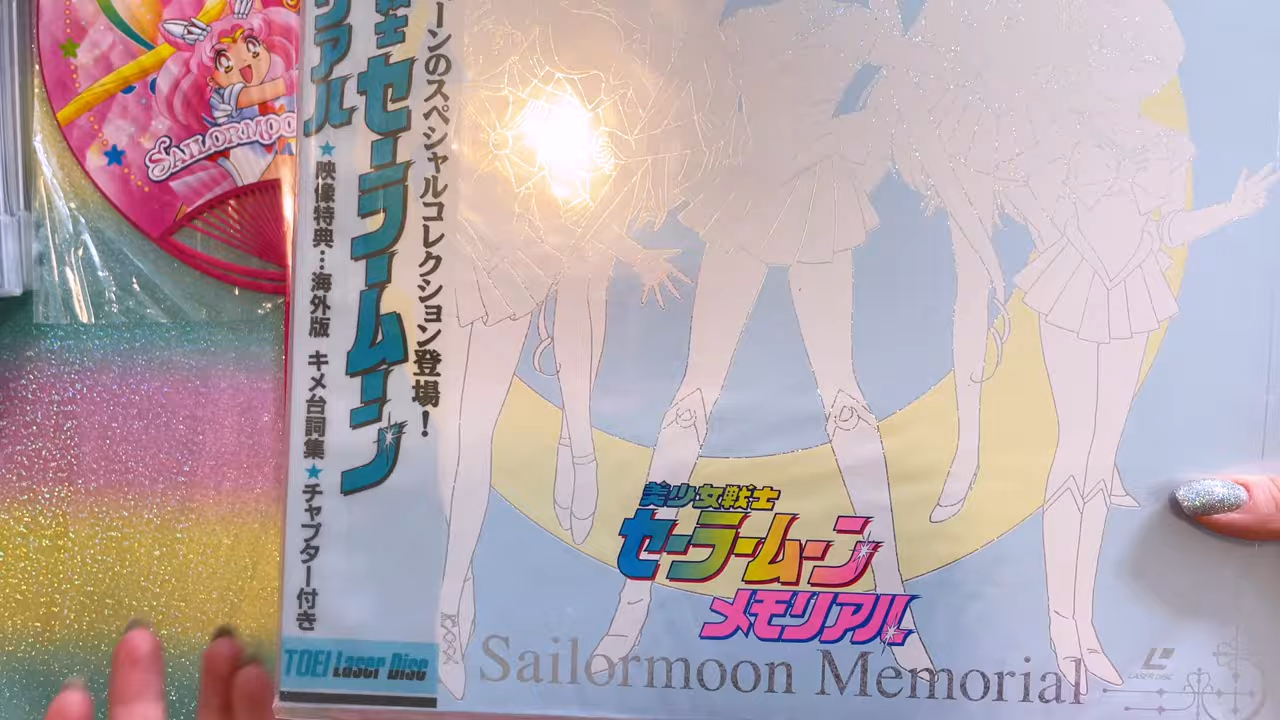 SAILORMOO
ーンのスペシャルコレクション登場！
士セーラームーン
リアル
★映像特典…海外版 キメ台詞集★チャプター付き
TOEI Laser Disc
美少女戦士
セーラームーン
メモリアル
Sailormoon Memorial
LASER DISC